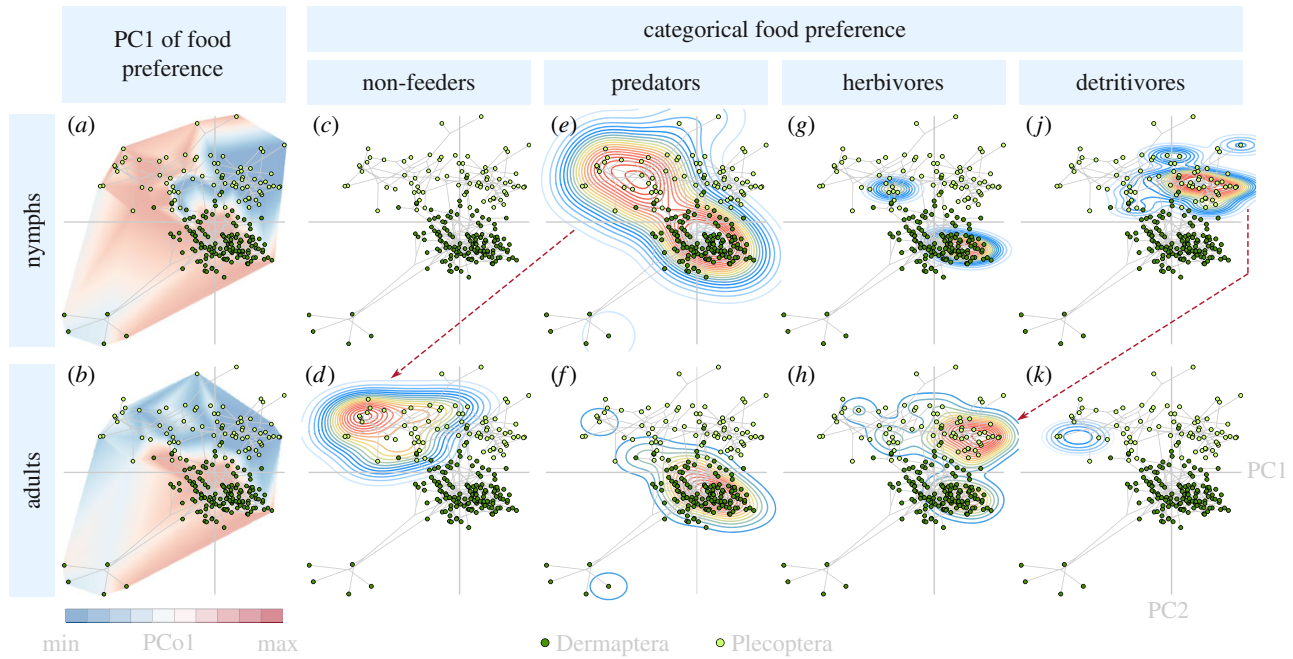 PC1 of food
preference
categorical food preference
non-feeders
predators
herbivores
detritivores
nymphs
(a)
(c)
(e)
(g)
(j)
adults
(b)
(d)
(f)
(h)
(k)
PC1
PC2
min
PCo1
max
Dermaptera
Plecoptera